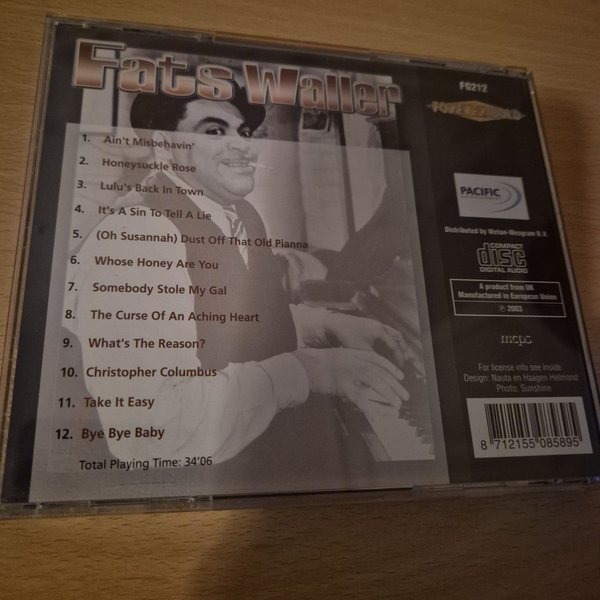 Fats Waller
1. Ain't Misbehavin'
2. Honeysuckle Rose
3. Lulu's Back In Town
4. It's A Sin To Tell A Lie
5. (Oh Susannah) Dust Off That Old Pianna
6. Whose Honey Are You
7. Somebody Stole My Gal
8. The Curse Of An Aching Heart
9. What's The Reason?
10. Christopher Columbus
11. Take It Easy
12. Bye Bye Baby
Total Playing Time: 34'06
FG212
PACIFIC
Distributed by Weton-Wesgram B.V.
COMPACT
disc
DIGITAL AUDIO
A product from UK
Manufactured in European Union
℗ 2003
mcps
For license info see inside
Design: Nauta en Haagen Helmond
Photo: Sunshine
8 712155 085895